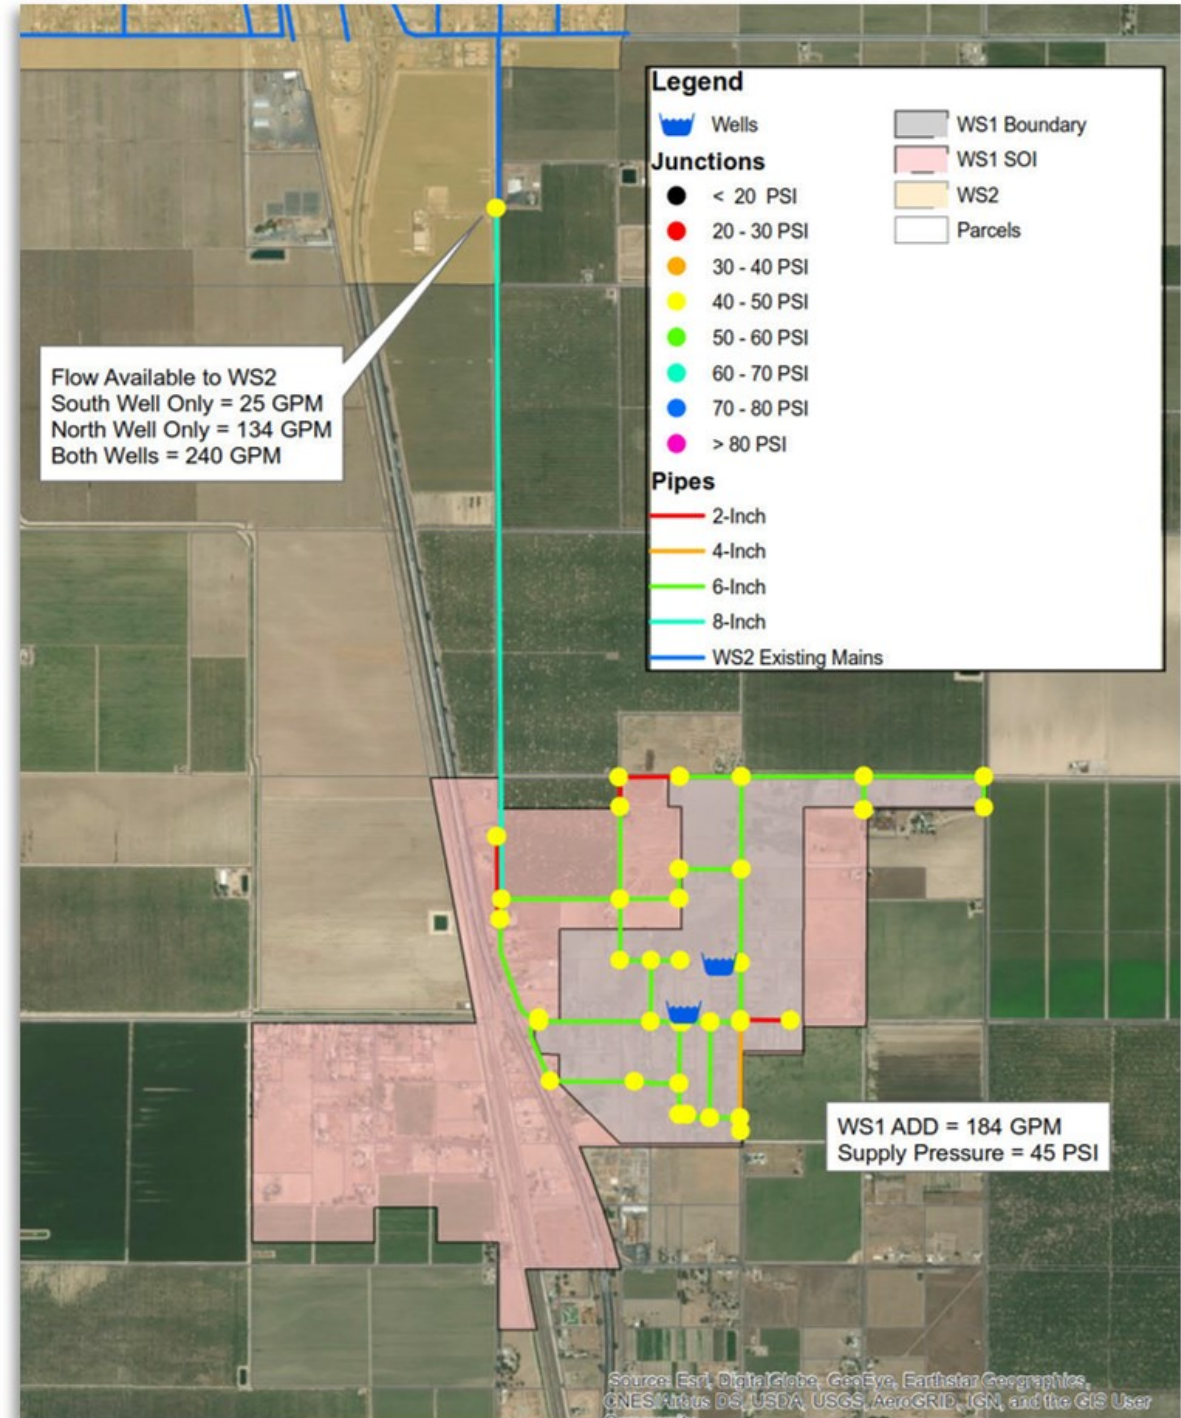 Legend
Wells
WS1 Boundary
Junctions
WS1 SOI
< 20 PSI
WS2
20 - 30 PSI
Parcels
30 - 40 PSI
40 - 50 PSI
50 - 60 PSI
60 - 70 PSI
70 - 80 PSI
> 80 PSI
Pipes
2-Inch
4-Inch
6-Inch
8-Inch
WS2 Existing Mains
Flow Available to WS2
South Well Only = 25 GPM
North Well Only = 134 GPM
Both Wells = 240 GPM
WS1 ADD = 184 GPM
Supply Pressure = 45 PSI
Source: Esri, DigitalGlobe, GeoEye, Earthstar Geographics,
CNES/Airbus DS, USDA, USGS, AeroGRID, IGN, and the GIS User